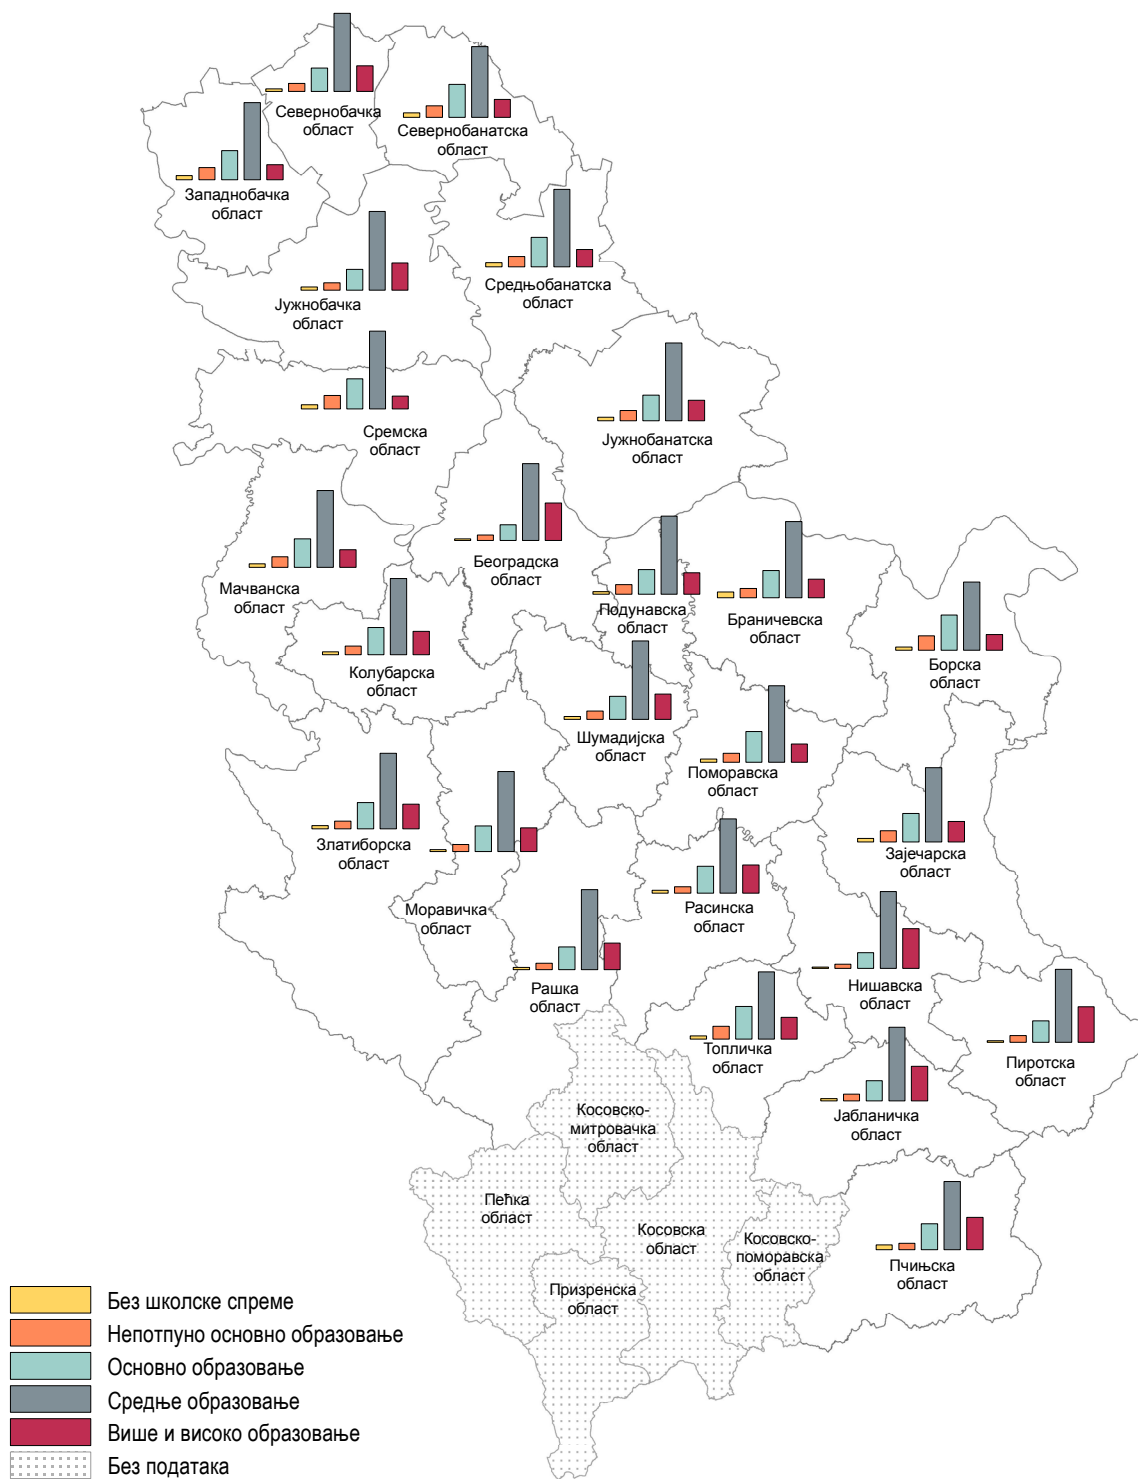 Севернобачка
област
Севернобанатска
област
Западнобачка
област
Средњобанатска
област
Јужнобачка
област
Сремска
област
Јужнобанатска
област
Београдска
област
Мачванска
област
Подунавска
област
Браничевска
област
Колубарска
област
Борска
област
Шумадијска
област
Поморавска
област
Златиборска
област
Зајечарска
област
Моравичка
област
Расинска
област
Рашка
област
Нишавска
област
Топличка
област
Пиротска
област
Јабланичка
област
Косовско-
митровачка
област
Пећка
област
Косовска
област
Косовско-
поморавска
област
Пчињска
област
Призренска
област
Без школске спреме
Непотпуно основно образовање
Основно образовање
Средње образовање
Више и високо образовање
Без података